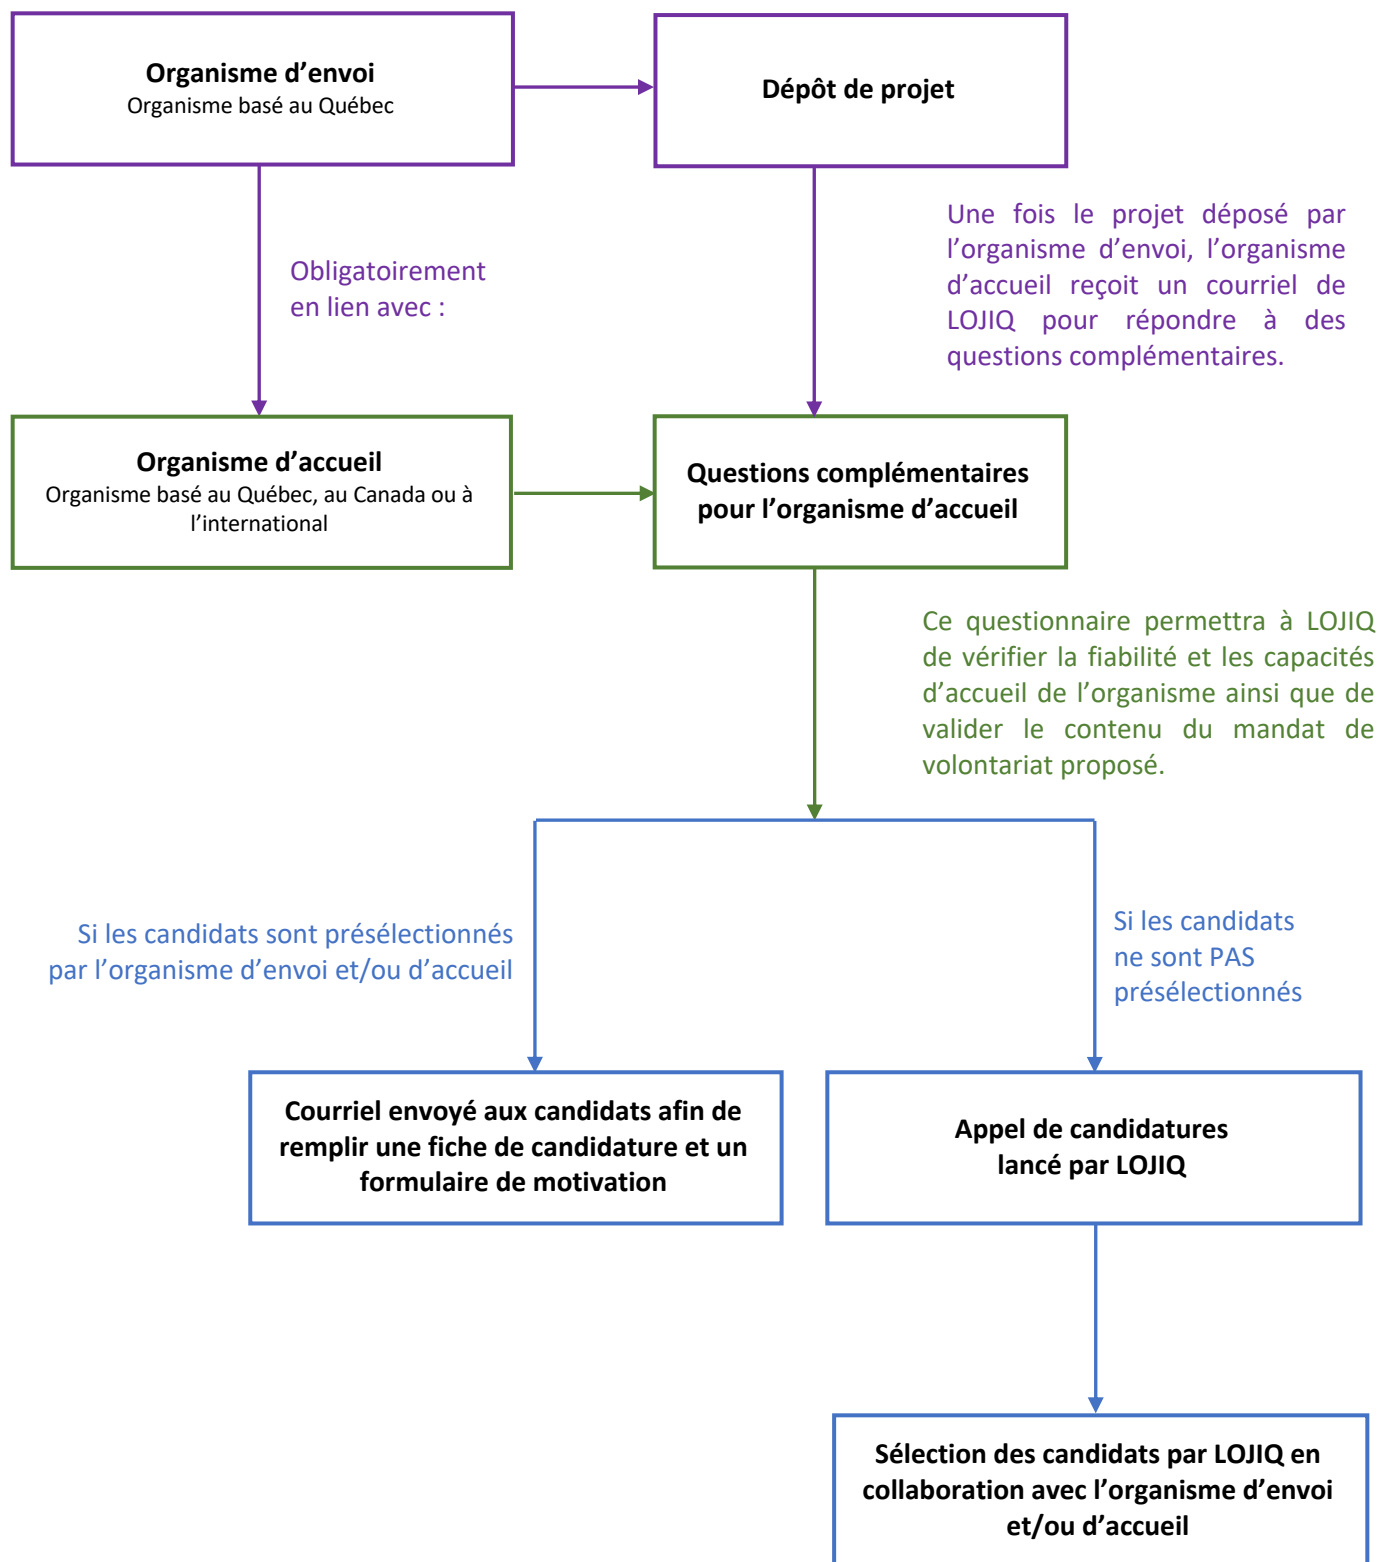 Organisme d’envoi
Organisme basé au Québec
Dépôt de projet
Obligatoirement
en lien avec :
Une fois le projet déposé par
l’organisme d’envoi, l’organisme
d’accueil reçoit un courriel de
LOJIQ pour répondre à des
questions complémentaires.
Organisme d’accueil
Organisme basé au Québec, au Canada ou à
l’international
Questions complémentaires
pour l’organisme d’accueil
Ce questionnaire permettra à LOJIQ
de vérifier la fiabilité et les capacités
d’accueil de l’organisme ainsi que de
valider le contenu du mandat de
volontariat proposé.
Si les candidats sont présélectionnés
par l’organisme d’envoi et/ou d’accueil
Si les candidats
ne sont PAS
présélectionnés
Courriel envoyé aux candidats afin de
remplir une fiche de candidature et un
formulaire de motivation
Appel de candidatures
lancé par LOJIQ
Sélection des candidats par LOJIQ en
collaboration avec l’organisme d’envoi
et/ou d’accueil